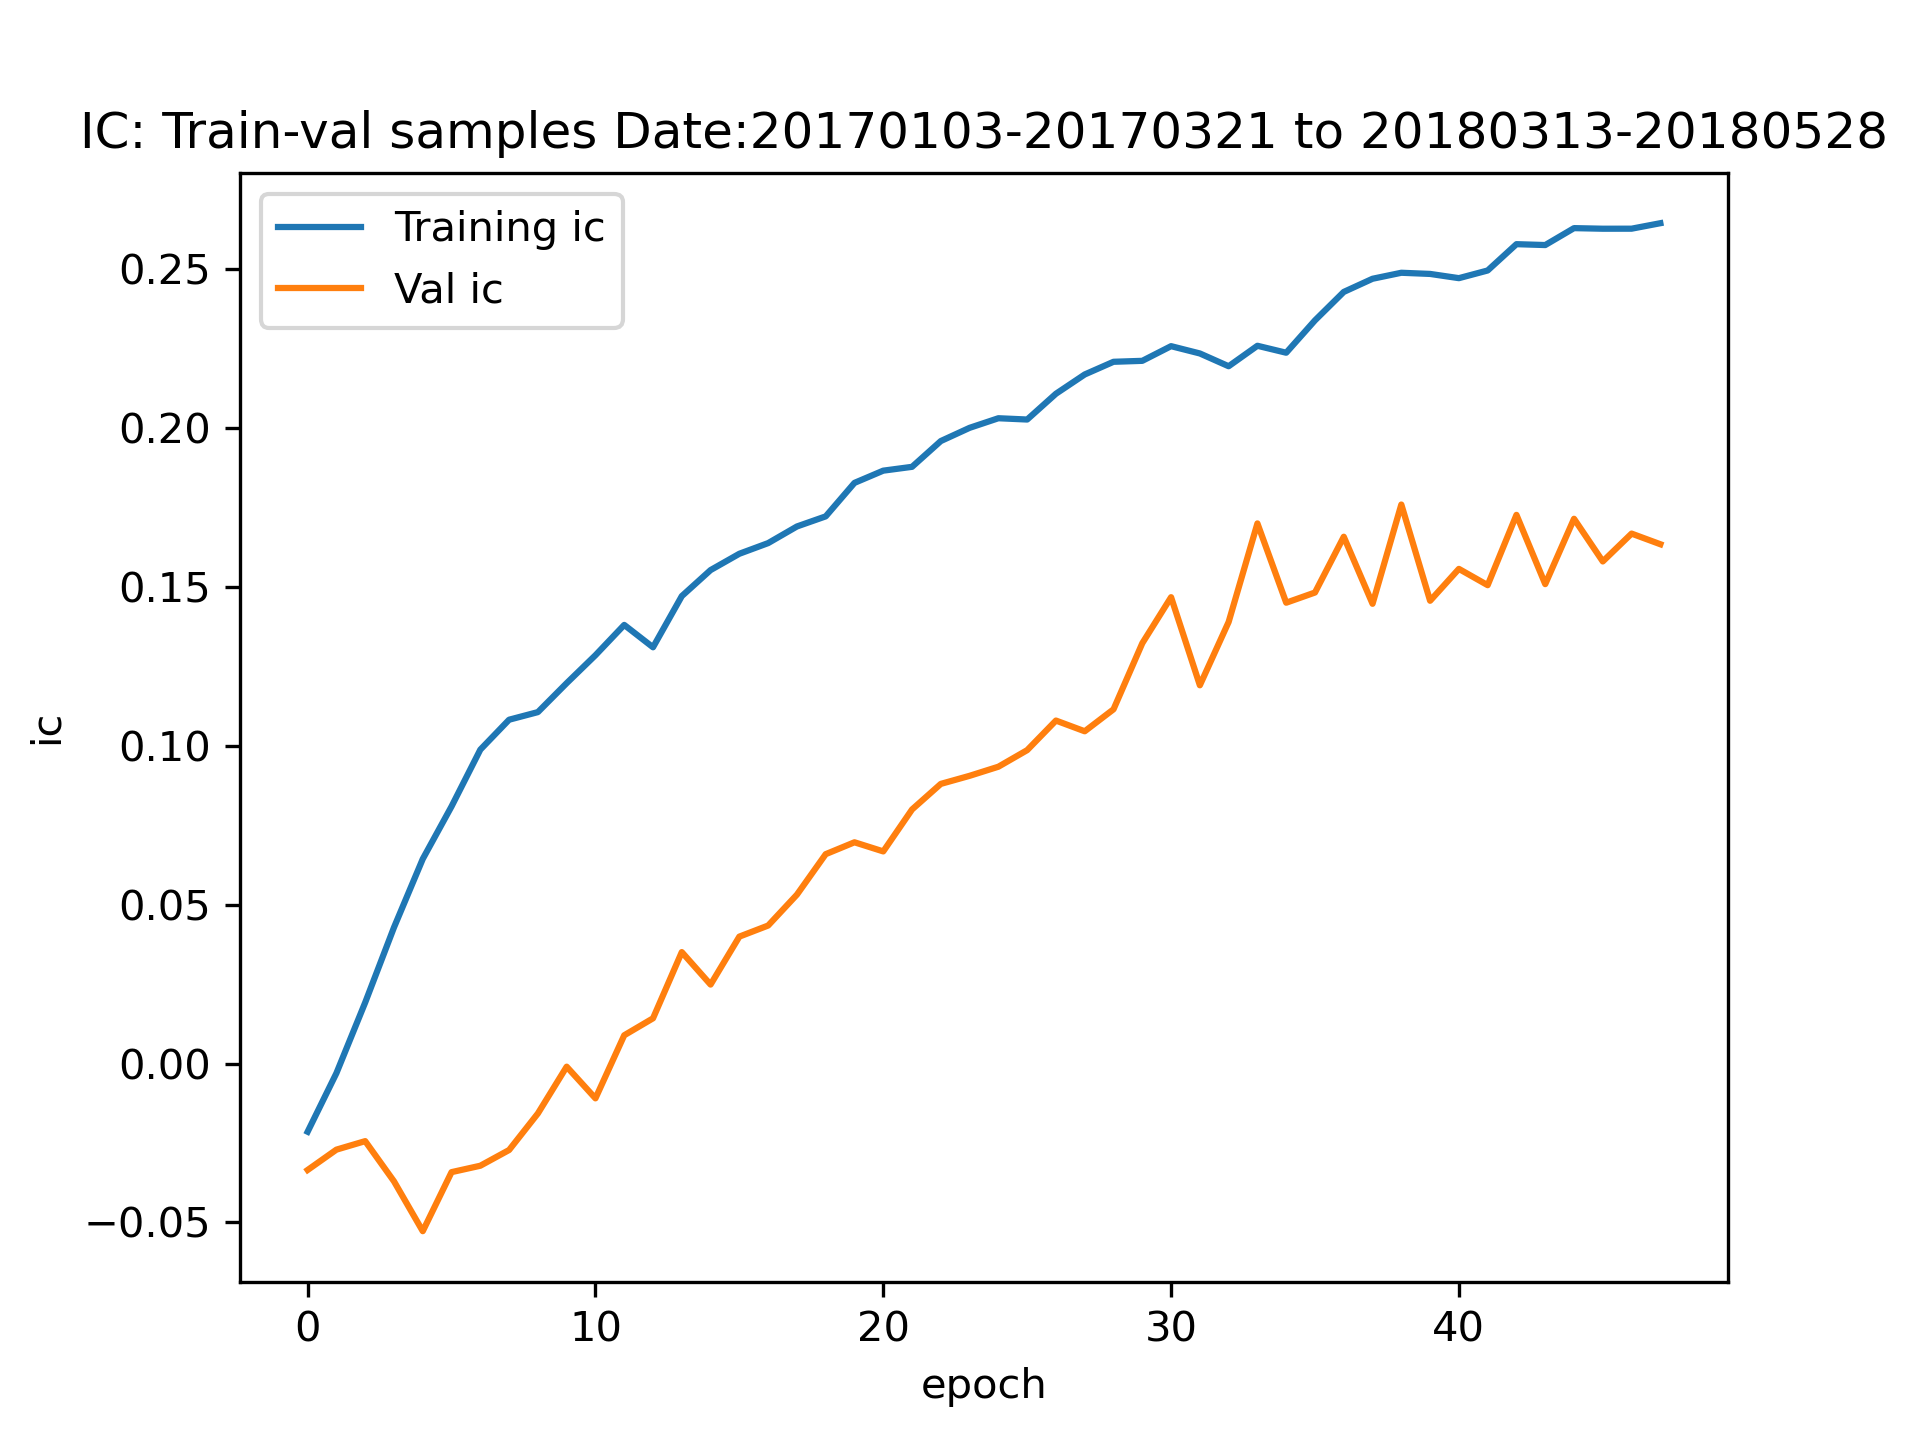 IC: Train-val samples Date:20170103-20170321 to 20180313-20180528
Training ic
Val ic
0.25
0.20
0.15
0.10
0.05
0.00
−0.05
ic
0 10 20 30 40
epoch